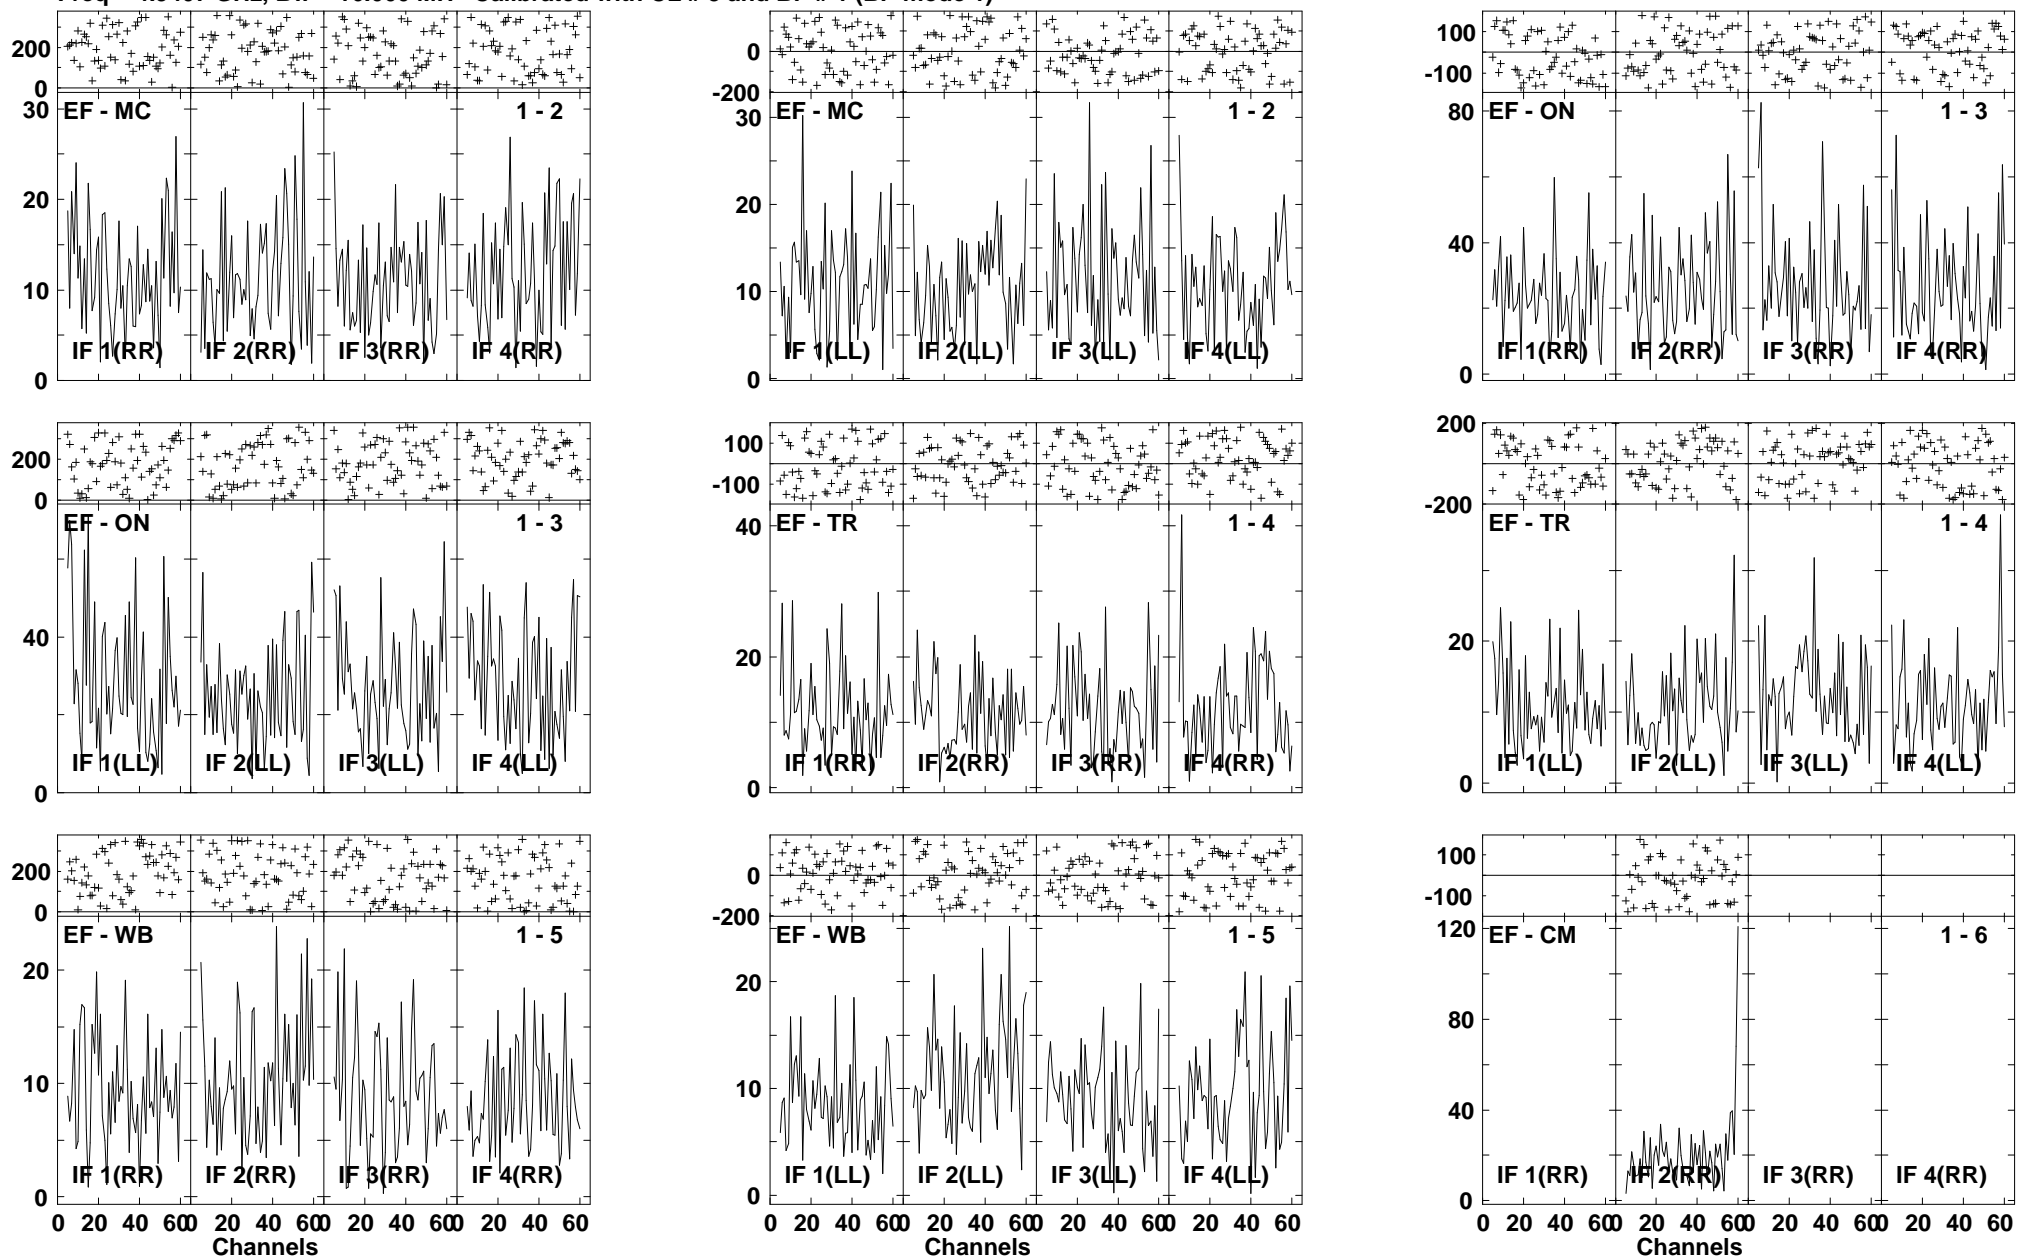 200 0 200 0 -200 100 -100
EF - MC 1 - 2 EF - MC 1 - 2 EF - ON 1 - 3
30 20 10 0 30 20 10 0 80 40 0
IF 1(RR) IF 2(RR) IF 3(RR) IF 4(RR) IF 1(LL) IF 2(LL) IF 3(LL) IF 4(LL) IF 1(RR) IF 2(RR) IF 3(RR) IF 4(RR)
200 0 100 -100 200 -200
EF - ON 1 - 3 EF - TR 1 - 4 EF - TR 1 - 4
40 0 40 20 0 20 0
IF 1(LL) IF 2(LL) IF 3(LL) IF 4(LL) IF 1(RR) IF 2(RR) IF 3(RR) IF 4(RR) IF 1(LL) IF 2(LL) IF 3(LL) IF 4(LL)
200 0 0 -200 100 -100
EF - WB 1 - 5 EF - WB 1 - 5 EF - CM 1 - 6
20 10 0 20 10 0 120 80 40 0
IF 1(RR) IF 2(RR) IF 3(RR) IF 4(RR) IF 1(LL) IF 2(LL) IF 3(LL) IF 4(LL) IF 1(RR) IF 2(RR) IF 3(RR) IF 4(RR)
0 20 40 60 0 20 40 60 0 20 40 60 0 20 40 60 0 20 40 60 0 20 40 60 0 20 40 60 0 20 40 60 0 20 40 60 0 20 40 60 0 20 40 60 0 20 40 60
Channels Channels Channels